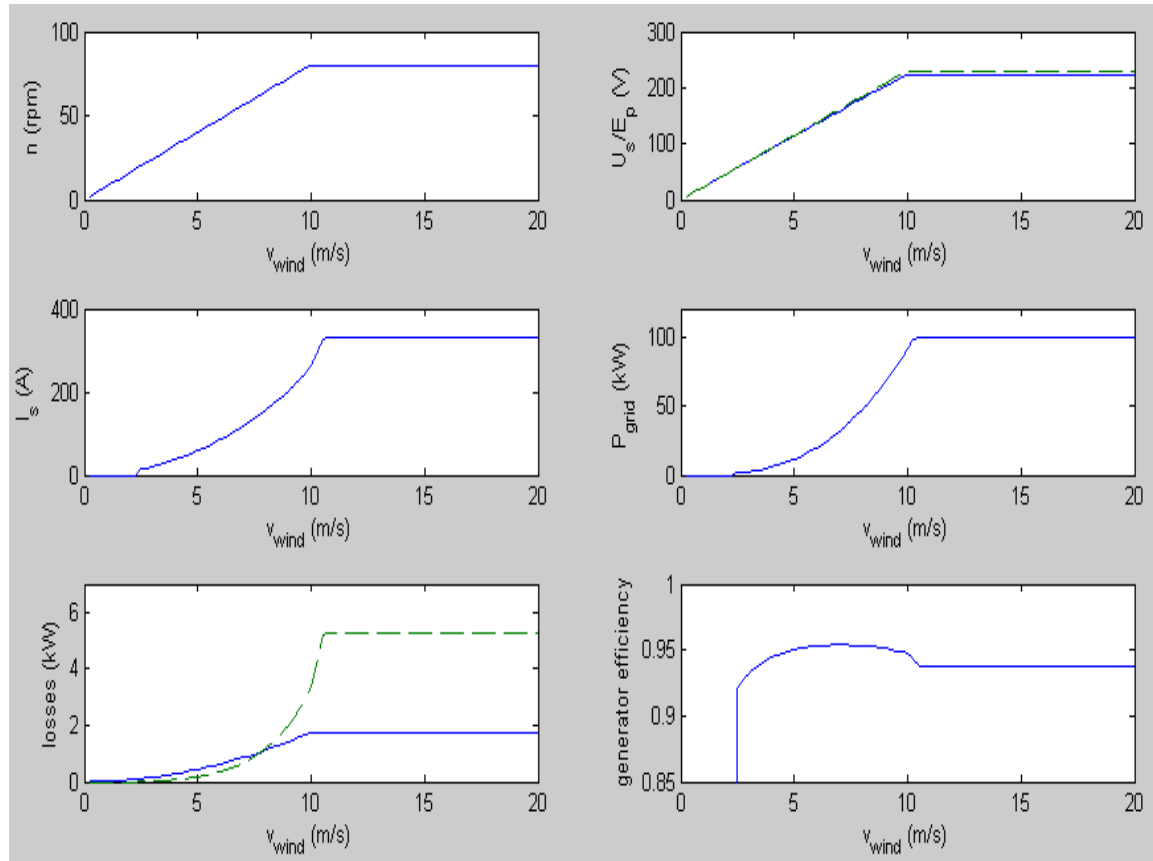 100
50
0
n (rpm)
0 5 10 15 20
v_wind (m/s)
300
200
100
0
U_s/E_p (V)
0 5 10 15 20
v_wind (m/s)
400
200
0
I_s (A)
0 5 10 15 20
v_wind (m/s)
100
50
0
P_grid (kW)
0 5 10 15 20
v_wind (m/s)
6
4
2
0
losses (kW)
0 5 10 15 20
v_wind (m/s)
1
0.95
0.9
0.85
generator efficiency
0 5 10 15 20
v_wind (m/s)